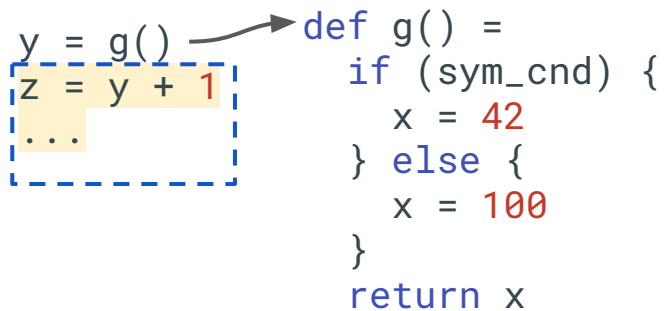 y = g()
z = y + 1
...
def g() =
if (sym_cnd) {
x = 42
} else {
x = 100
}
return x